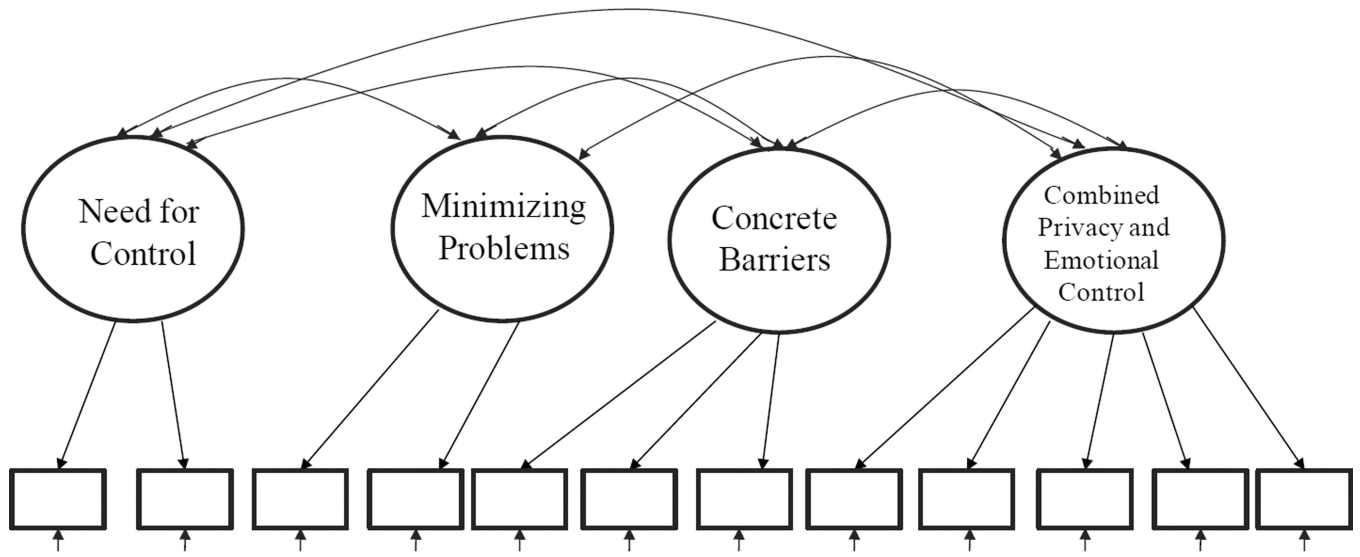 Need for
Control
Minimizing
Problems
Concrete
Barriers
Combined
Privacy and
Emotional
Control